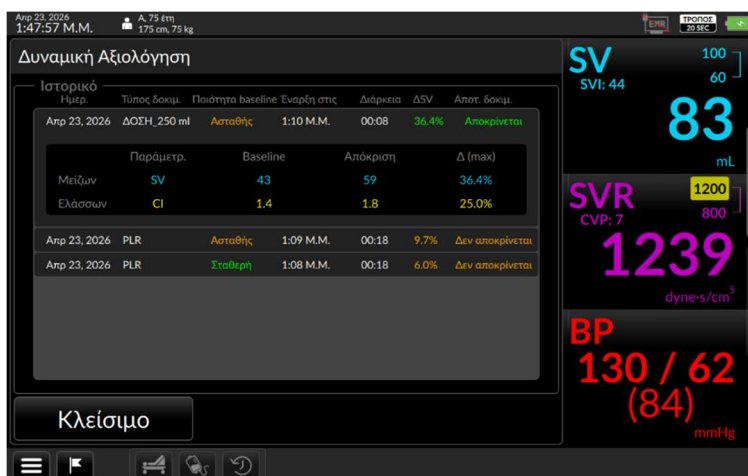 Απρ 23, 2026
1:47:57 Μ.Μ.
Α, 75 έτη
175 cm, 75 kg
EMR
ΤΡΟΠΟΣ
20 SEC
Δυναμική Αξιολόγηση
Ιστορικό
Ημερ. Τύπος δοκιμ. Ποιότητα baseline Έναρξη στις Διάρκεια ΔSV Αποτ. δοκιμ.
Απρ 23, 2026 ΔΟΣΗ_250 ml Ασταθής 1:10 Μ.Μ. 00:08 36.4% Αποκρίνεται
Παράμετρ. Baseline Απόκριση Δ (max)
Μείζων SV 43 59 36.4%
Ελάσσων CI 1.4 1.8 25.0%
Απρ 23, 2026 PLR Ασταθής 1:09 Μ.Μ. 00:18 9.7% Δεν αποκρίνεται
Απρ 23, 2026 PLR Σταθερή 1:08 Μ.Μ. 00:18 6.0% Δεν αποκρίνεται
Κλείσιμο
SV
SVI: 44
100
60
83
mL
SVR
CVP: 7
1200
800
1239
dyne-s/cm⁵
BP
130 / 62
(84)
mmHg